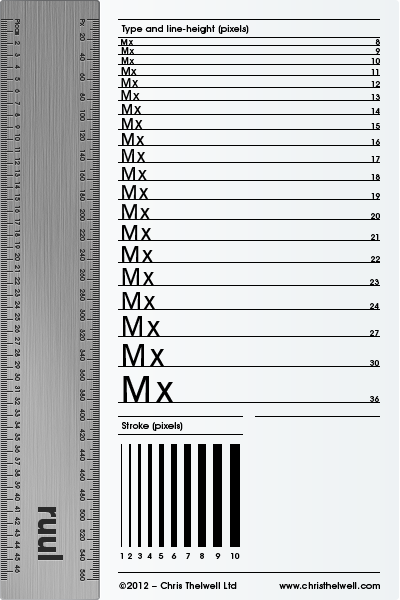 Type and line-height (pixels)
Mx 8
Mx 9
Mx 10
Mx 11
Mx 12
Mx 13
Mx 14
Mx 15
Mx 16
Mx 17
Mx 18
Mx 19
Mx 20
Mx 21
Mx 22
Mx 23
Mx 24
Mx 27
Mx 30
Mx 36
Stroke (pixels)
1 2 3 4 5 6 7 8 9 10
©2012 – Chris Thelwell Ltd
www.christhelwell.com
Px 20 40 60 80 100 120 140 160 180 200 220 240 260 280 300 320 340 360 380 400 420 440 460 480 500 520 540 560
ruul
Picas 2 3 4 5 6 7 8 9 10 11 12 13 14 15 16 17 18 19 20 21 22 23 24 25 26 27 28 29 30 31 32 33 34 35 36 37 38 39 40 41 42 43 44 45 46